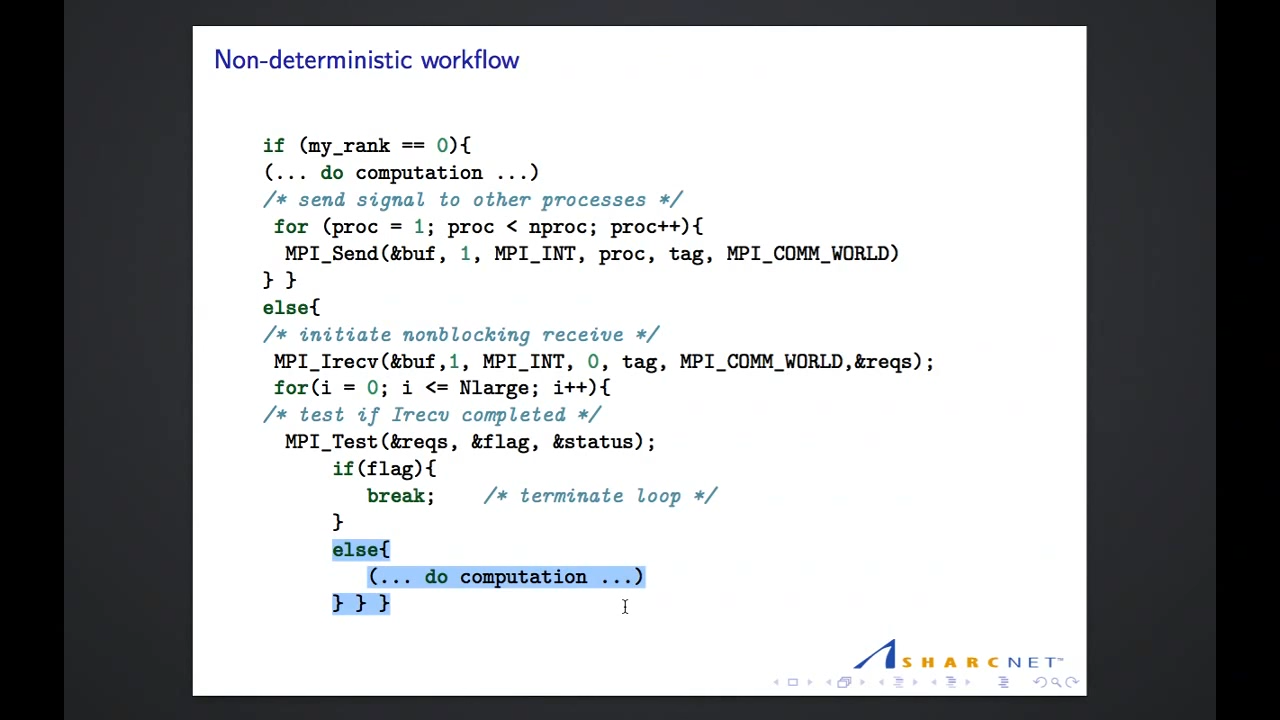 Non-deterministic workflow
if (my_rank == 0){
(... do computation ...)
/* send signal to other processes */
for (proc = 1; proc < nproc; proc++){
MPI_Send(&buf, 1, MPI_INT, proc, tag, MPI_COMM_WORLD)
} }
else{
/* initiate nonblocking receive */
MPI_Irecv(&buf,1, MPI_INT, 0, tag, MPI_COMM_WORLD,&reqs);
for(i = 0; i <= Nlarge; i++){
/* test if Irecv completed */
MPI_Test(&reqs, &flag, &status);
if(flag){
break; /* terminate loop */
}
else{
(... do computation ...)
} } }
SHARCNET™